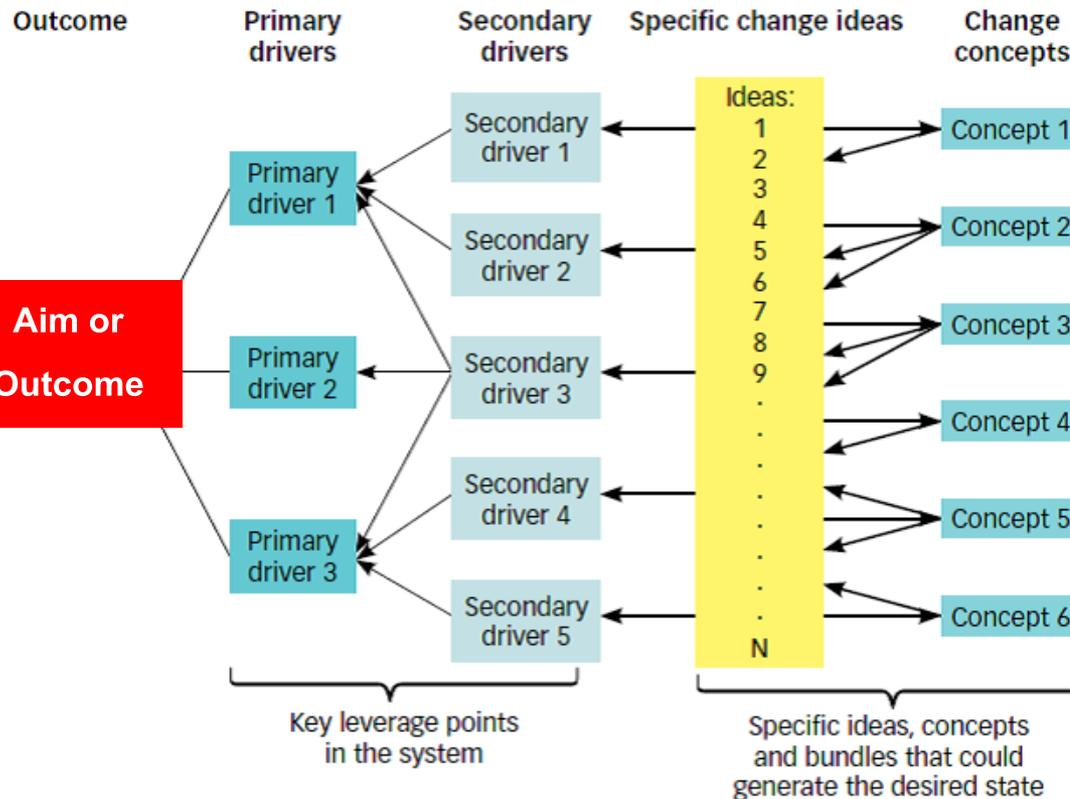 Outcome
Primary
drivers
Secondary
drivers
Specific change ideas
Change
concepts
Aim or
Outcome
Primary
driver 1
Primary
driver 2
Primary
driver 3
Secondary
driver 1
Secondary
driver 2
Secondary
driver 3
Secondary
driver 4
Secondary
driver 5
Ideas:
1
2
3
4
5
6
7
8
9
.
.
.
.
.
.
.
.
N
Concept 1
Concept 2
Concept 3
Concept 4
Concept 5
Concept 6
Key leverage points
in the system
Specific ideas, concepts
and bundles that could
generate the desired state